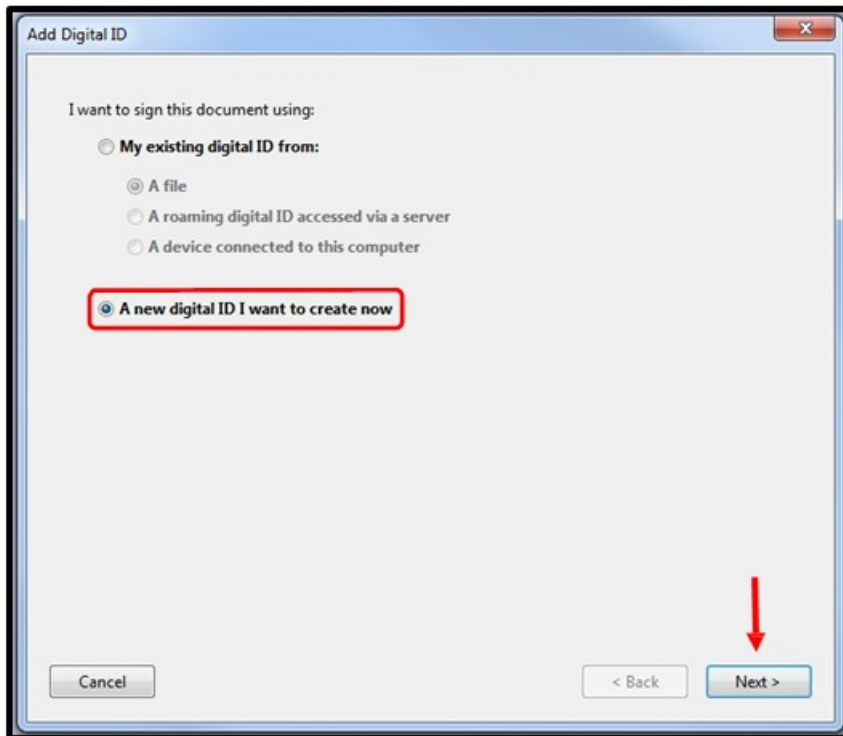 Add Digital ID
I want to sign this document using:
My existing digital ID from:
A file
A roaming digital ID accessed via a server
A device connected to this computer
A new digital ID I want to create now
Cancel
< Back
Next >